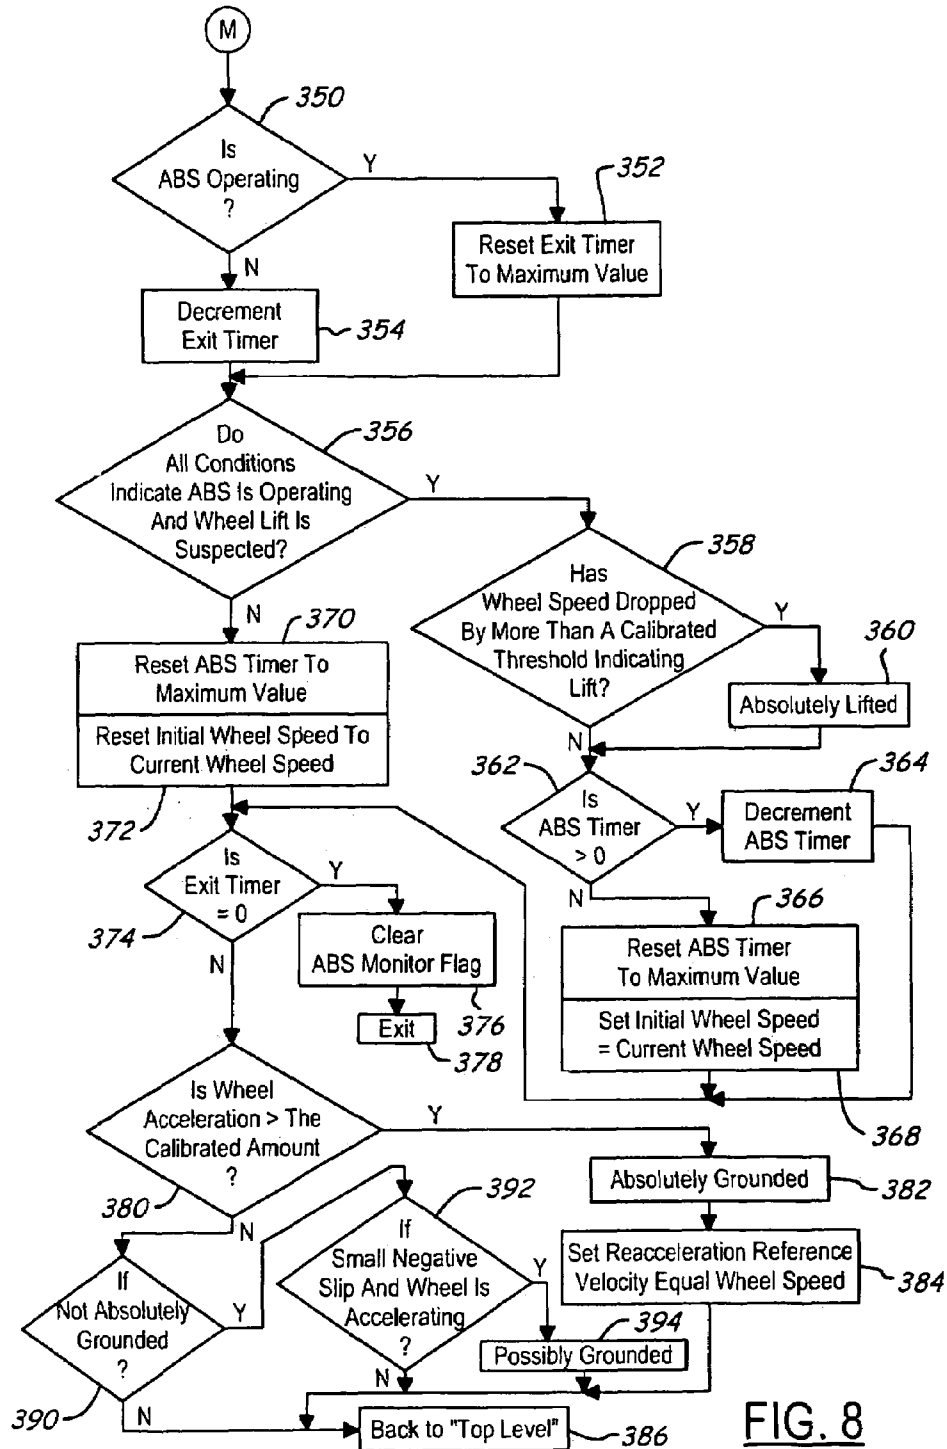 M
350
Is
ABS Operating
?
Y
N
352
Reset Exit Timer
To Maximum Value
Decrement
Exit Timer
354
356
Do
All Conditions
Indicate ABS Is Operating
And Wheel Lift Is
Suspected?
Y
N
358
Has
Wheel Speed Dropped
By More Than A Calibrated
Threshold Indicating
Lift?
Y
N
360
Absolutely Lifted
370
Reset ABS Timer To
Maximum Value
Reset Initial Wheel Speed To
Current Wheel Speed
372
362
Is
ABS Timer
> 0
Y
N
364
Decrement
ABS Timer
366
Reset ABS Timer
To Maximum Value
Set Initial Wheel Speed
= Current Wheel Speed
368
Is
Exit Timer
= 0
374
Y
N
Clear
ABS Monitor Flag
376
Exit
378
Is Wheel
Acceleration > The
Calibrated Amount
?
380
Y
N
Absolutely Grounded
382
Set Reacceleration Reference
Velocity Equal Wheel Speed
384
392
If
Small Negative
Slip And Wheel Is
Accelerating
?
Y
N
If
Not Absolutely
Grounded
?
390
Y
N
394
Possibly Grounded
Back to "Top Level"
386
FIG. 8